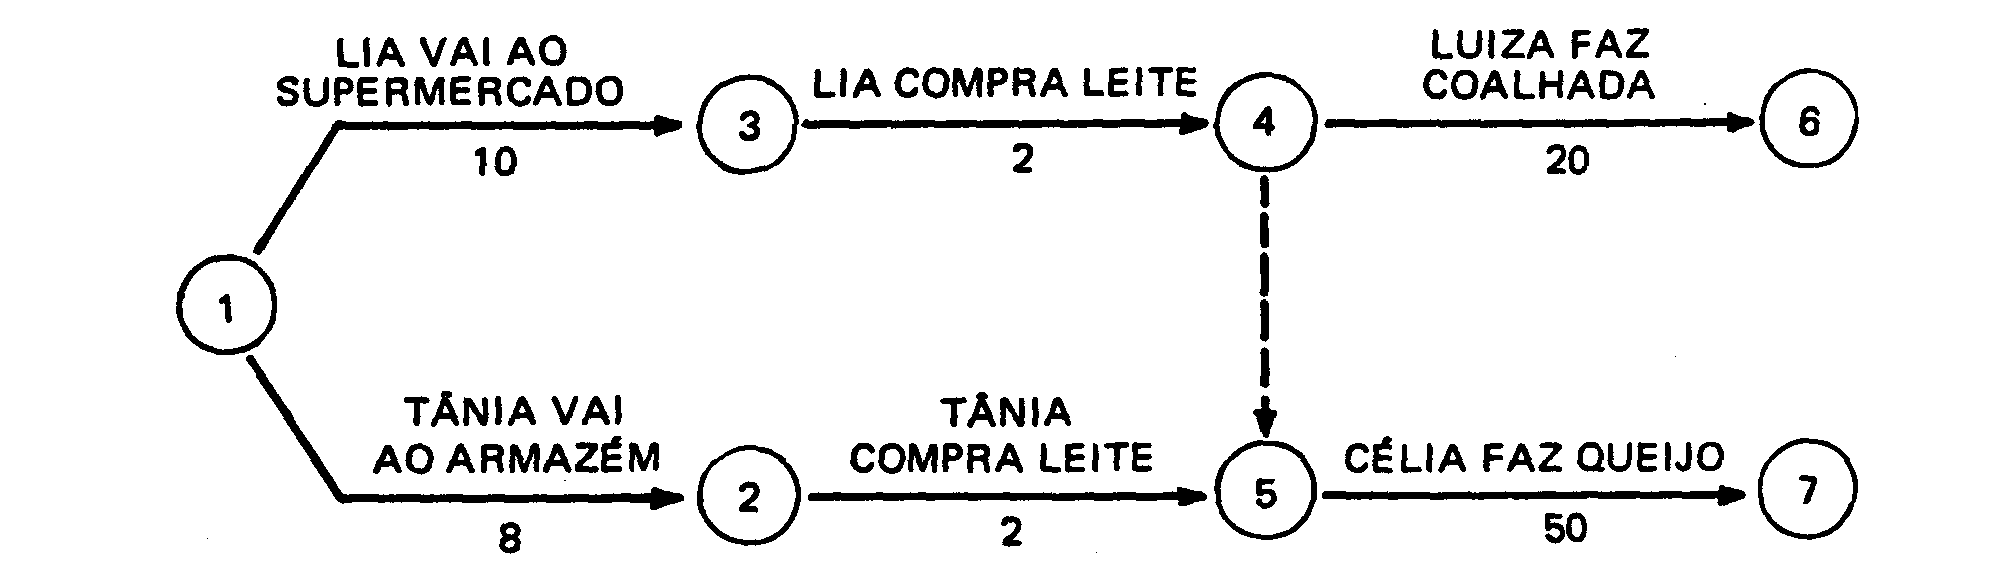 LIA VAI AO
SUPERMERCADO
10
3
LIA COMPRA LEITE
2
4
LUIZA FAZ
COALHADA
20
6
1
TÂNIA VAI
AO ARMAZÉM
8
2
TÂNIA
COMPRA LEITE
2
5
CÉLIA FAZ QUEIJO
50
7